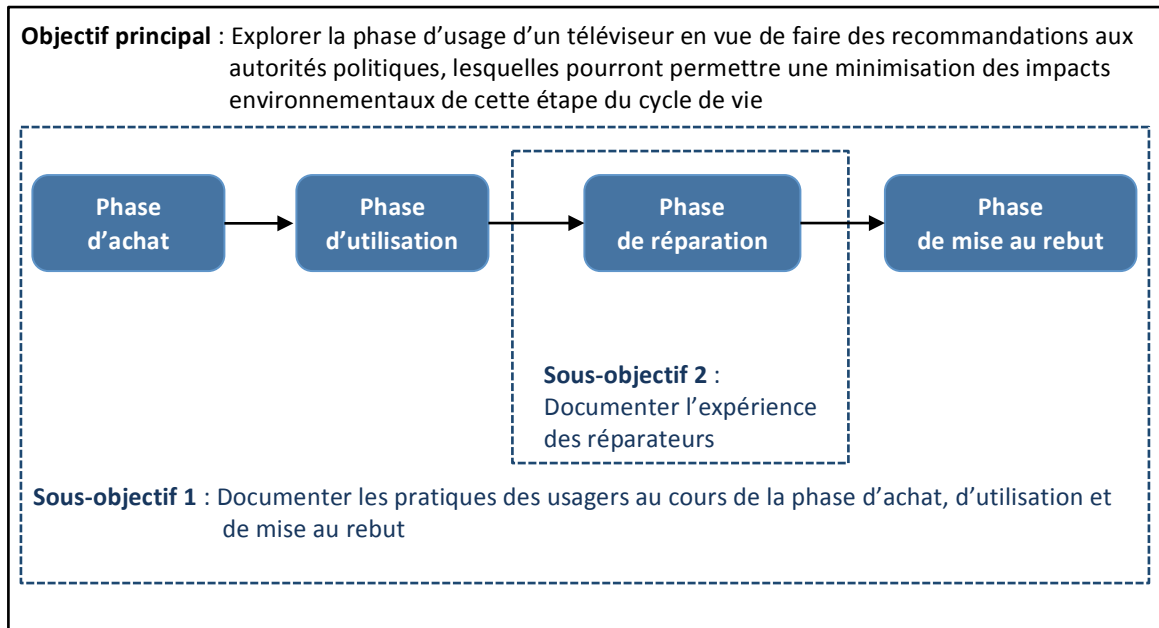 Objectif principal : Explorer la phase d’usage d’un téléviseur en vue de faire des recommandations aux
autorités politiques, lesquelles pourront permettre une minimisation des impacts
environnementaux de cette étape du cycle de vie
Phase
d’achat
Phase
d’utilisation
Phase
de réparation
Phase
de mise au rebut
Sous-objectif 2 :
Documenter l’expérience
des réparateurs
Sous-objectif 1 : Documenter les pratiques des usagers au cours de la phase d’achat, d’utilisation et
de mise au rebut